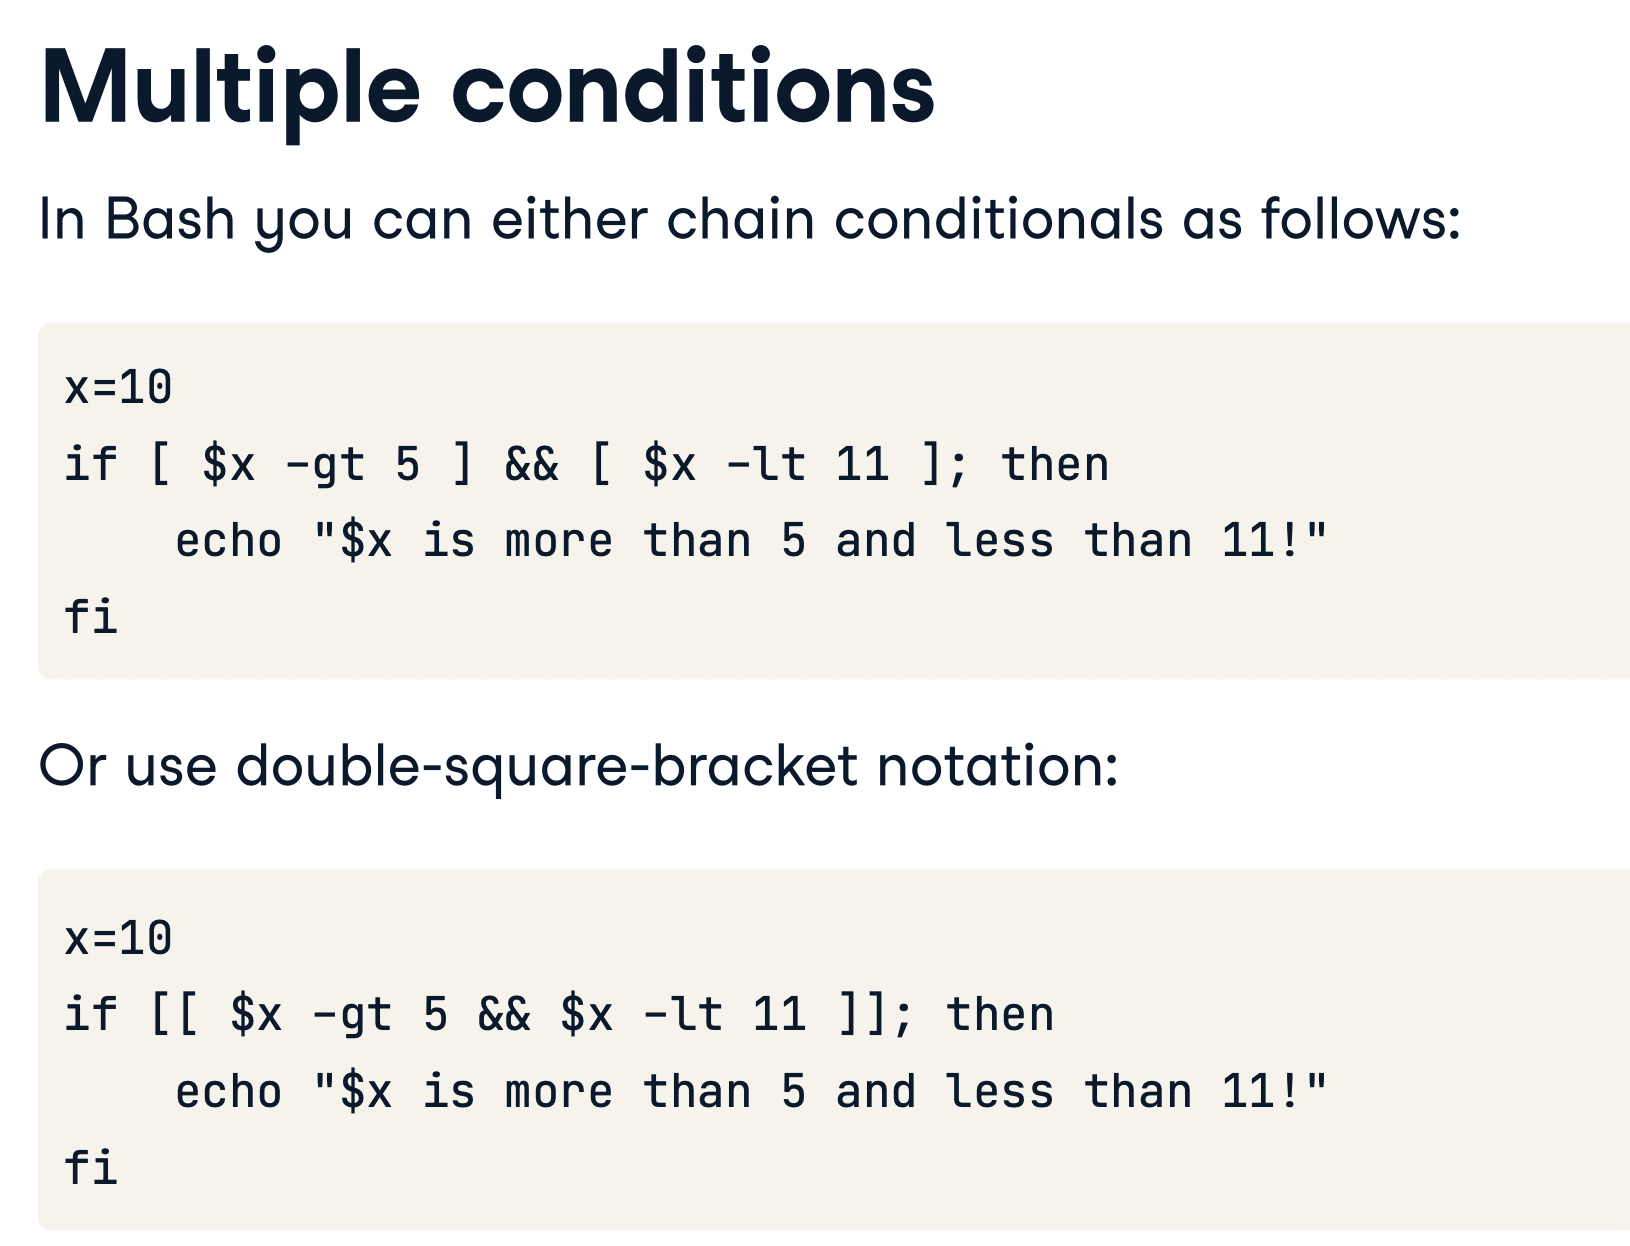 Multiple conditions
In Bash you can either chain conditionals as follows:
x=10
if [ $x -gt 5 ] && [ $x -lt 11 ]; then
    echo "$x is more than 5 and less than 11!"
fi
Or use double-square-bracket notation:
x=10
if [[ $x -gt 5 && $x -lt 11 ]]; then
    echo "$x is more than 5 and less than 11!"
fi